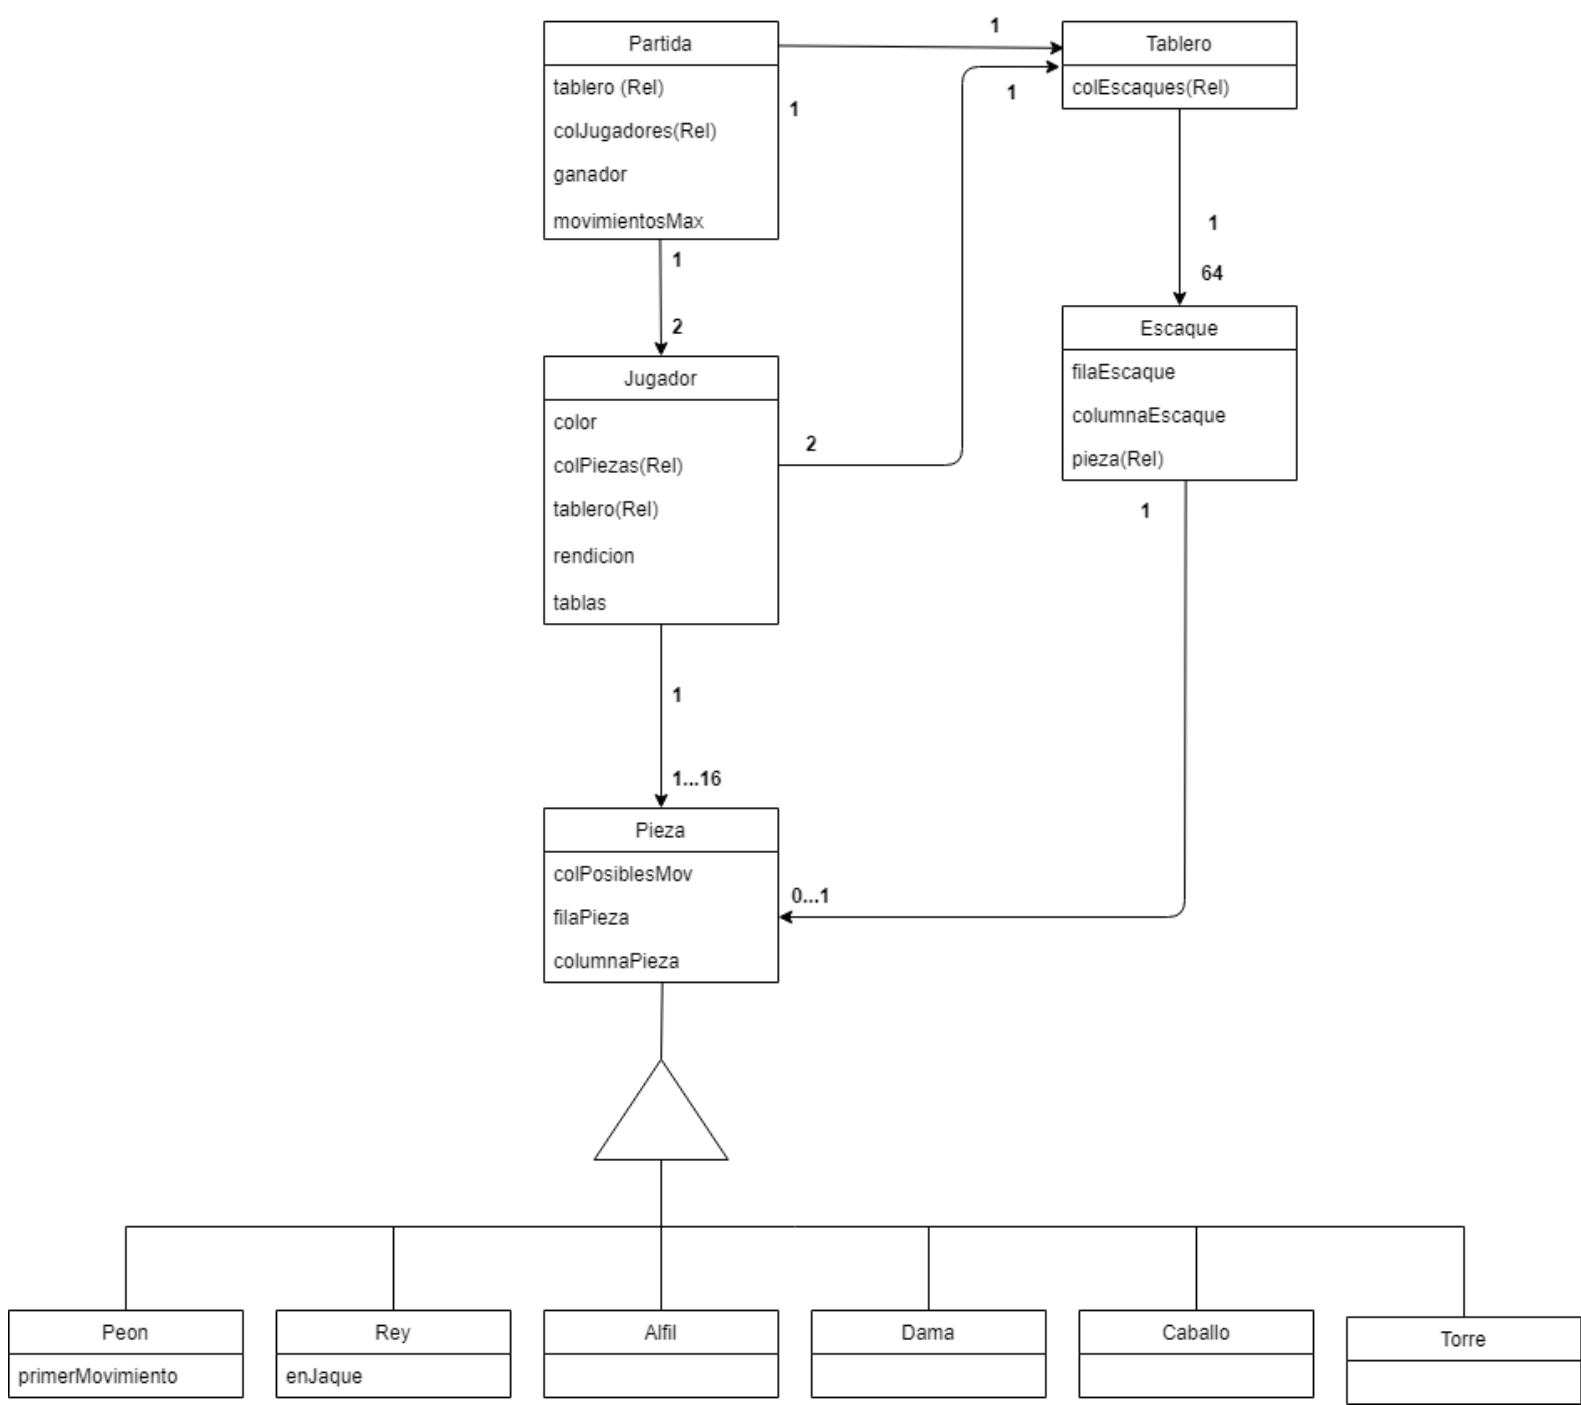 Partida
tablero (Rel)
colJugadores(Rel)
ganador
movimientosMax
1
1
Tablero
colEscaques(Rel)
1
1
2
1
64
Jugador
color
colPiezas(Rel)
tablero(Rel)
rendicion
tablas
2
1
Escaque
filaEscaque
columnaEscaque
pieza(Rel)
1
1
1...16
Pieza
colPosiblesMov
filaPieza
columnaPieza
0...1
Peon
primerMovimiento
Rey
enJaque
Alfil
Dama
Caballo
Torre